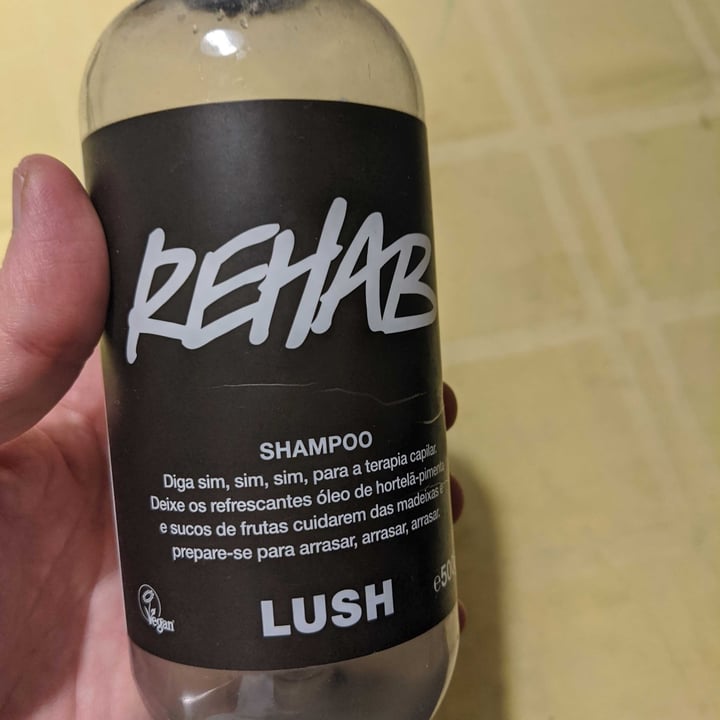 REHAB
SHAMPOO
Diga sim, sim, sim, para a terapia capilar.
Deixe os refrescantes óleo de hortelã-pimenta
e sucos de frutas cuidarem das madeixas e
prepare-se para arrasar, arrasar, arrasar.
Vegan
LUSH